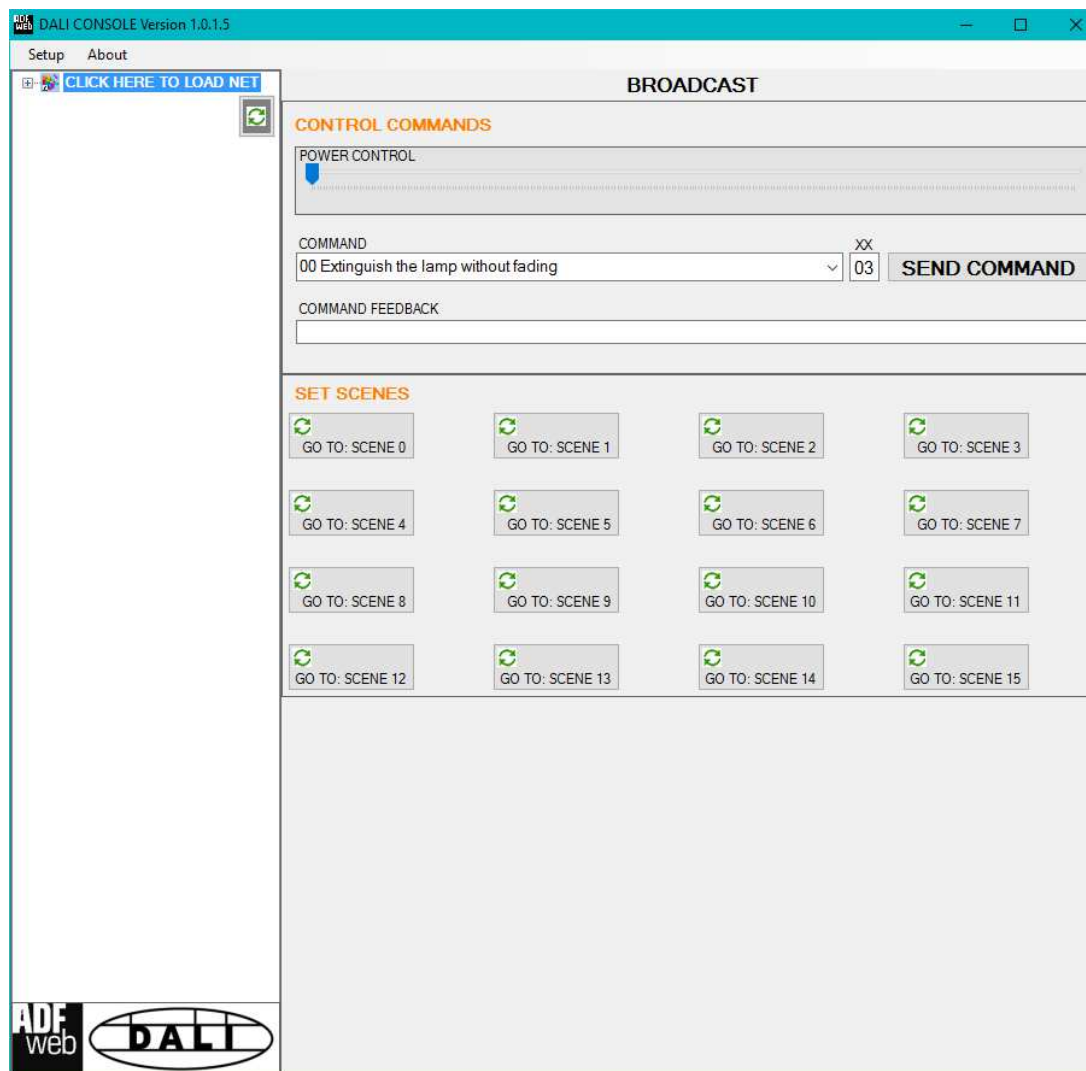 ADF web DALI CONSOLE Version 1.0.1.5
Setup About
CLICK HERE TO LOAD NET
BROADCAST
CONTROL COMMANDS
POWER CONTROL
COMMAND XX
00 Extinguish the lamp without fading 03 SEND COMMAND
COMMAND FEEDBACK
SET SCENES
GO TO: SCENE 0 GO TO: SCENE 1 GO TO: SCENE 2 GO TO: SCENE 3
GO TO: SCENE 4 GO TO: SCENE 5 GO TO: SCENE 6 GO TO: SCENE 7
GO TO: SCENE 8 GO TO: SCENE 9 GO TO: SCENE 10 GO TO: SCENE 11
GO TO: SCENE 12 GO TO: SCENE 13 GO TO: SCENE 14 GO TO: SCENE 15
ADF
web
DALI